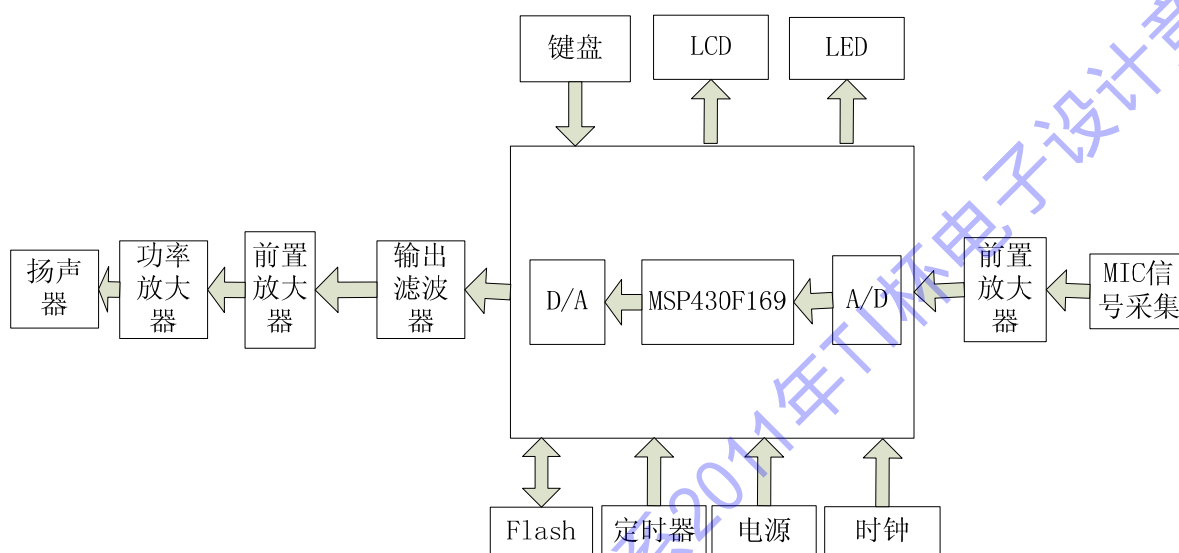 键盘
LCD
LED
扬声
器
功率
放大
器
前置
放大
器
输出
滤波
器
D/A
MSP430F169
A/D
前置
放大
器
MIC信
号采集
Flash
定时器
电源
时钟
系2011年TI杯电子设计竞